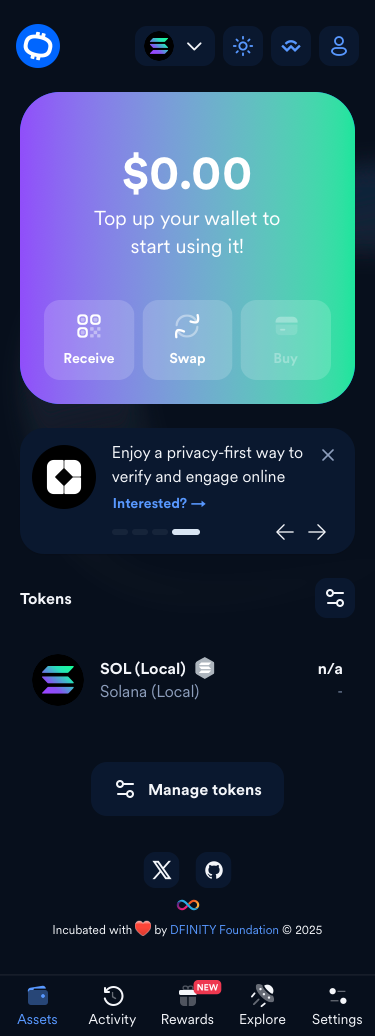 $0.00
Top up your wallet to
start using it!
Receive
Swap
Buy
Enjoy a privacy-first way to
verify and engage online
Interested? →
Tokens
SOL (Local)
n/a
Solana (Local)
-
Manage tokens
Incubated with ❤️ by DFINITY Foundation © 2025
NEW
Assets
Activity
Rewards
Explore
Settings